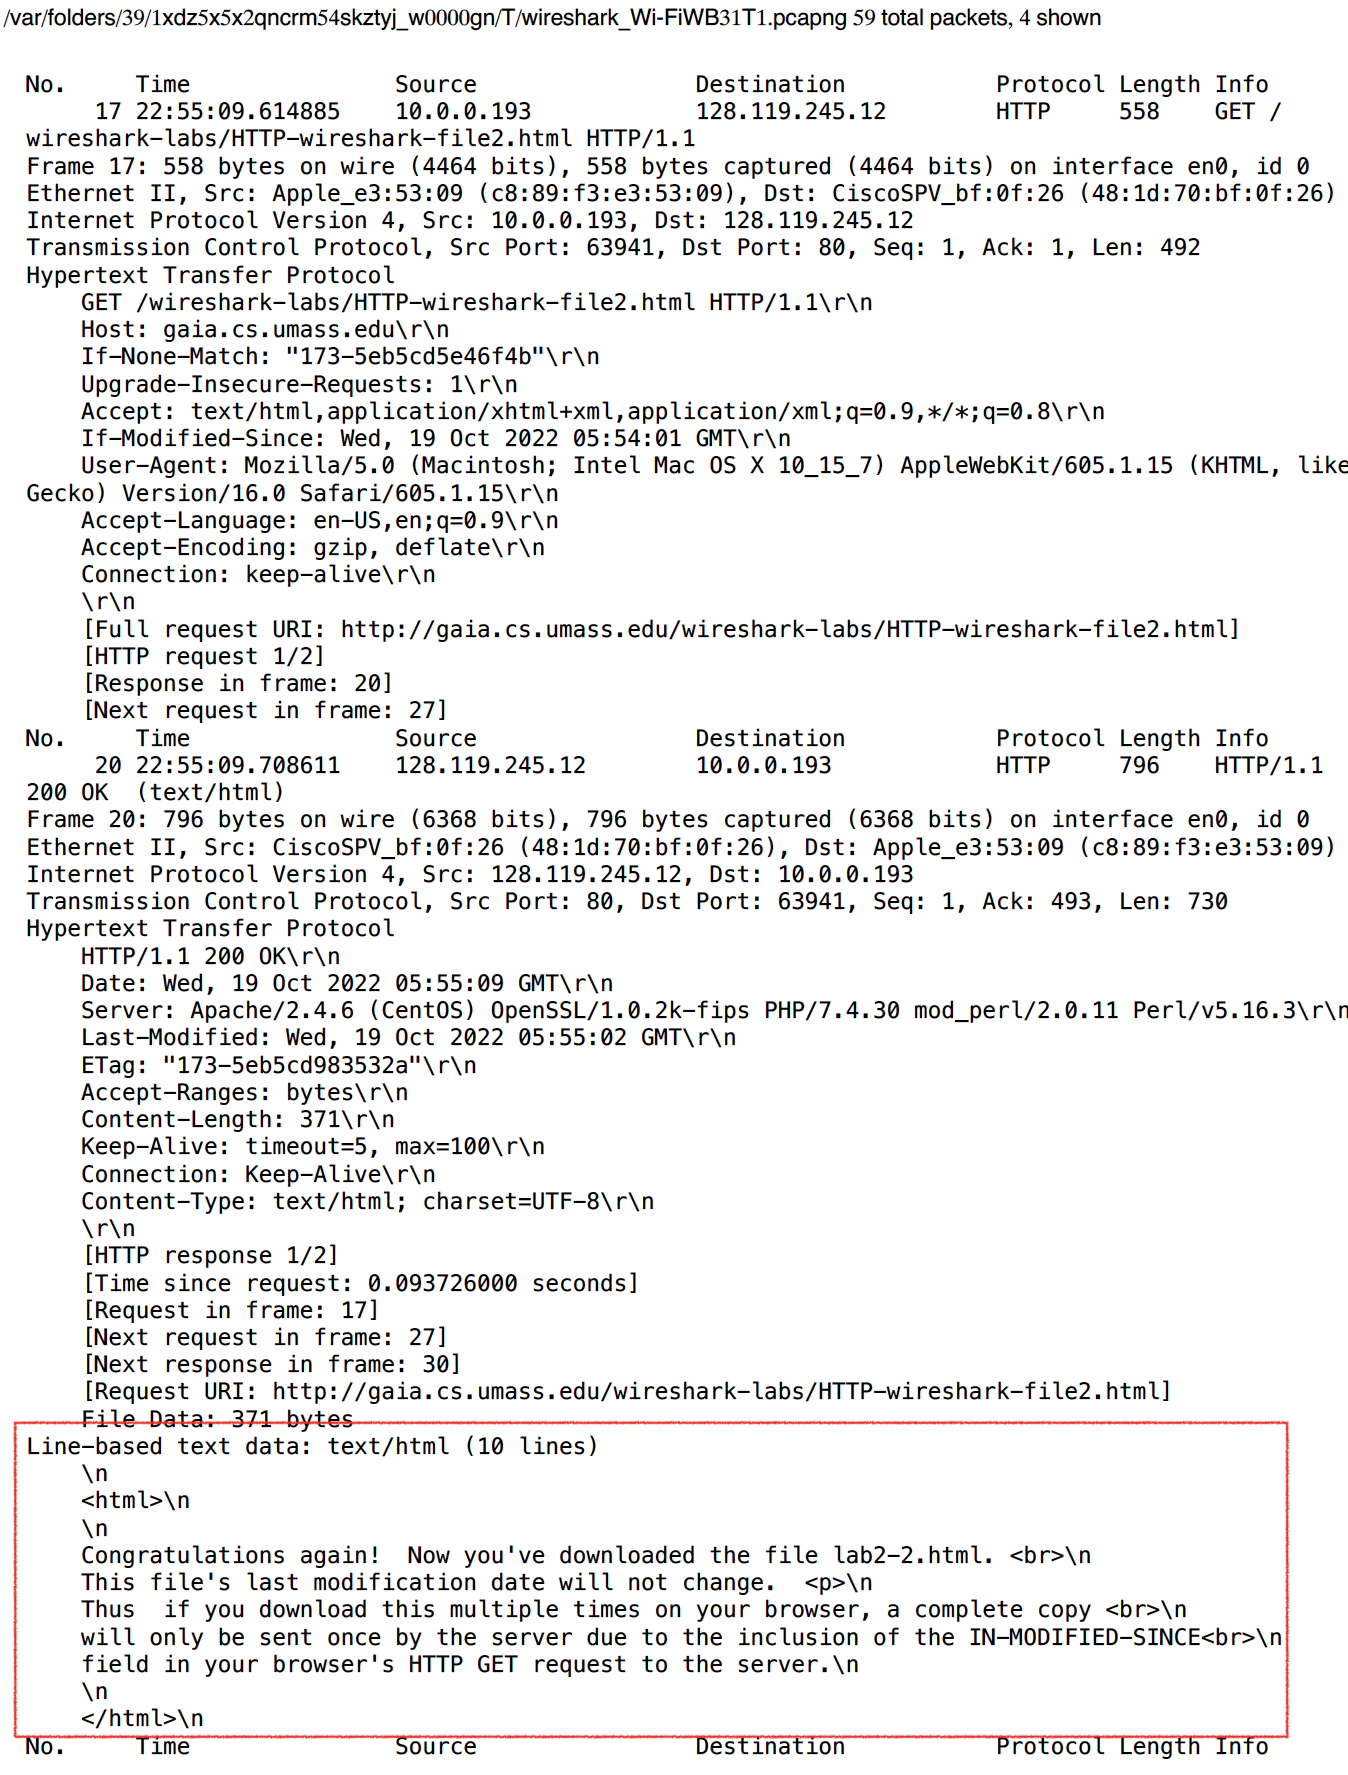 /var/folders/39/1xdz5x5x2qncrm54skztyj_w0000gn/T/wireshark_Wi-FiWB31T1.pcapng 59 total packets, 4 shown
No. Time Source Destination Protocol Length Info
17 22:55:09.614885 10.0.0.193 128.119.245.12 HTTP 558 GET /
wireshark-labs/HTTP-wireshark-file2.html HTTP/1.1
Frame 17: 558 bytes on wire (4464 bits), 558 bytes captured (4464 bits) on interface en0, id 0
Ethernet II, Src: Apple_e3:53:09 (c8:89:f3:e3:53:09), Dst: CiscoSPV_bf:0f:26 (48:1d:70:bf:0f:26)
Internet Protocol Version 4, Src: 10.0.0.193, Dst: 128.119.245.12
Transmission Control Protocol, Src Port: 63941, Dst Port: 80, Seq: 1, Ack: 1, Len: 492
Hypertext Transfer Protocol
GET /wireshark-labs/HTTP-wireshark-file2.html HTTP/1.1\r\n
Host: gaia.cs.umass.edu\r\n
If-None-Match: "173-5eb5cd5e46f4b"\r\n
Upgrade-Insecure-Requests: 1\r\n
Accept: text/html,application/xhtml+xml,application/xml;q=0.9,*/*;q=0.8\r\n
If-Modified-Since: Wed, 19 Oct 2022 05:54:01 GMT\r\n
User-Agent: Mozilla/5.0 (Macintosh; Intel Mac OS X 10_15_7) AppleWebKit/605.1.15 (KHTML, like
Gecko) Version/16.0 Safari/605.1.15\r\n
Accept-Language: en-US,en;q=0.9\r\n
Accept-Encoding: gzip, deflate\r\n
Connection: keep-alive\r\n
\r\n
[Full request URI: http://gaia.cs.umass.edu/wireshark-labs/HTTP-wireshark-file2.html]
[HTTP request 1/2]
[Response in frame: 20]
[Next request in frame: 27]
No. Time Source Destination Protocol Length Info
20 22:55:09.708611 128.119.245.12 10.0.0.193 HTTP 796 HTTP/1.1
200 OK (text/html)
Frame 20: 796 bytes on wire (6368 bits), 796 bytes captured (6368 bits) on interface en0, id 0
Ethernet II, Src: CiscoSPV_bf:0f:26 (48:1d:70:bf:0f:26), Dst: Apple_e3:53:09 (c8:89:f3:e3:53:09)
Internet Protocol Version 4, Src: 128.119.245.12, Dst: 10.0.0.193
Transmission Control Protocol, Src Port: 80, Dst Port: 63941, Seq: 1, Ack: 493, Len: 730
Hypertext Transfer Protocol
HTTP/1.1 200 OK\r\n
Date: Wed, 19 Oct 2022 05:55:09 GMT\r\n
Server: Apache/2.4.6 (CentOS) OpenSSL/1.0.2k-fips PHP/7.4.30 mod_perl/2.0.11 Perl/v5.16.3\r\n
Last-Modified: Wed, 19 Oct 2022 05:55:02 GMT\r\n
ETag: "173-5eb5cd983532a"\r\n
Accept-Ranges: bytes\r\n
Content-Length: 371\r\n
Keep-Alive: timeout=5, max=100\r\n
Connection: Keep-Alive\r\n
Content-Type: text/html; charset=UTF-8\r\n
\r\n
[HTTP response 1/2]
[Time since request: 0.093726000 seconds]
[Request in frame: 17]
[Next request in frame: 27]
[Next response in frame: 30]
[Request URI: http://gaia.cs.umass.edu/wireshark-labs/HTTP-wireshark-file2.html]
File Data: 371 bytes
Line-based text data: text/html (10 lines)
\n
<html>\n
\n
Congratulations again!  Now you've downloaded the file lab2-2.html. <br>\n
This file's last modification date will not change.  <p>\n
Thus  if you download this multiple times on your browser, a complete copy <br>\n
will only be sent once by the server due to the inclusion of the IN-MODIFIED-SINCE<br>\n
field in your browser's HTTP GET request to the server.\n
\n
</html>\n
No. Time Source Destination Protocol Length Info